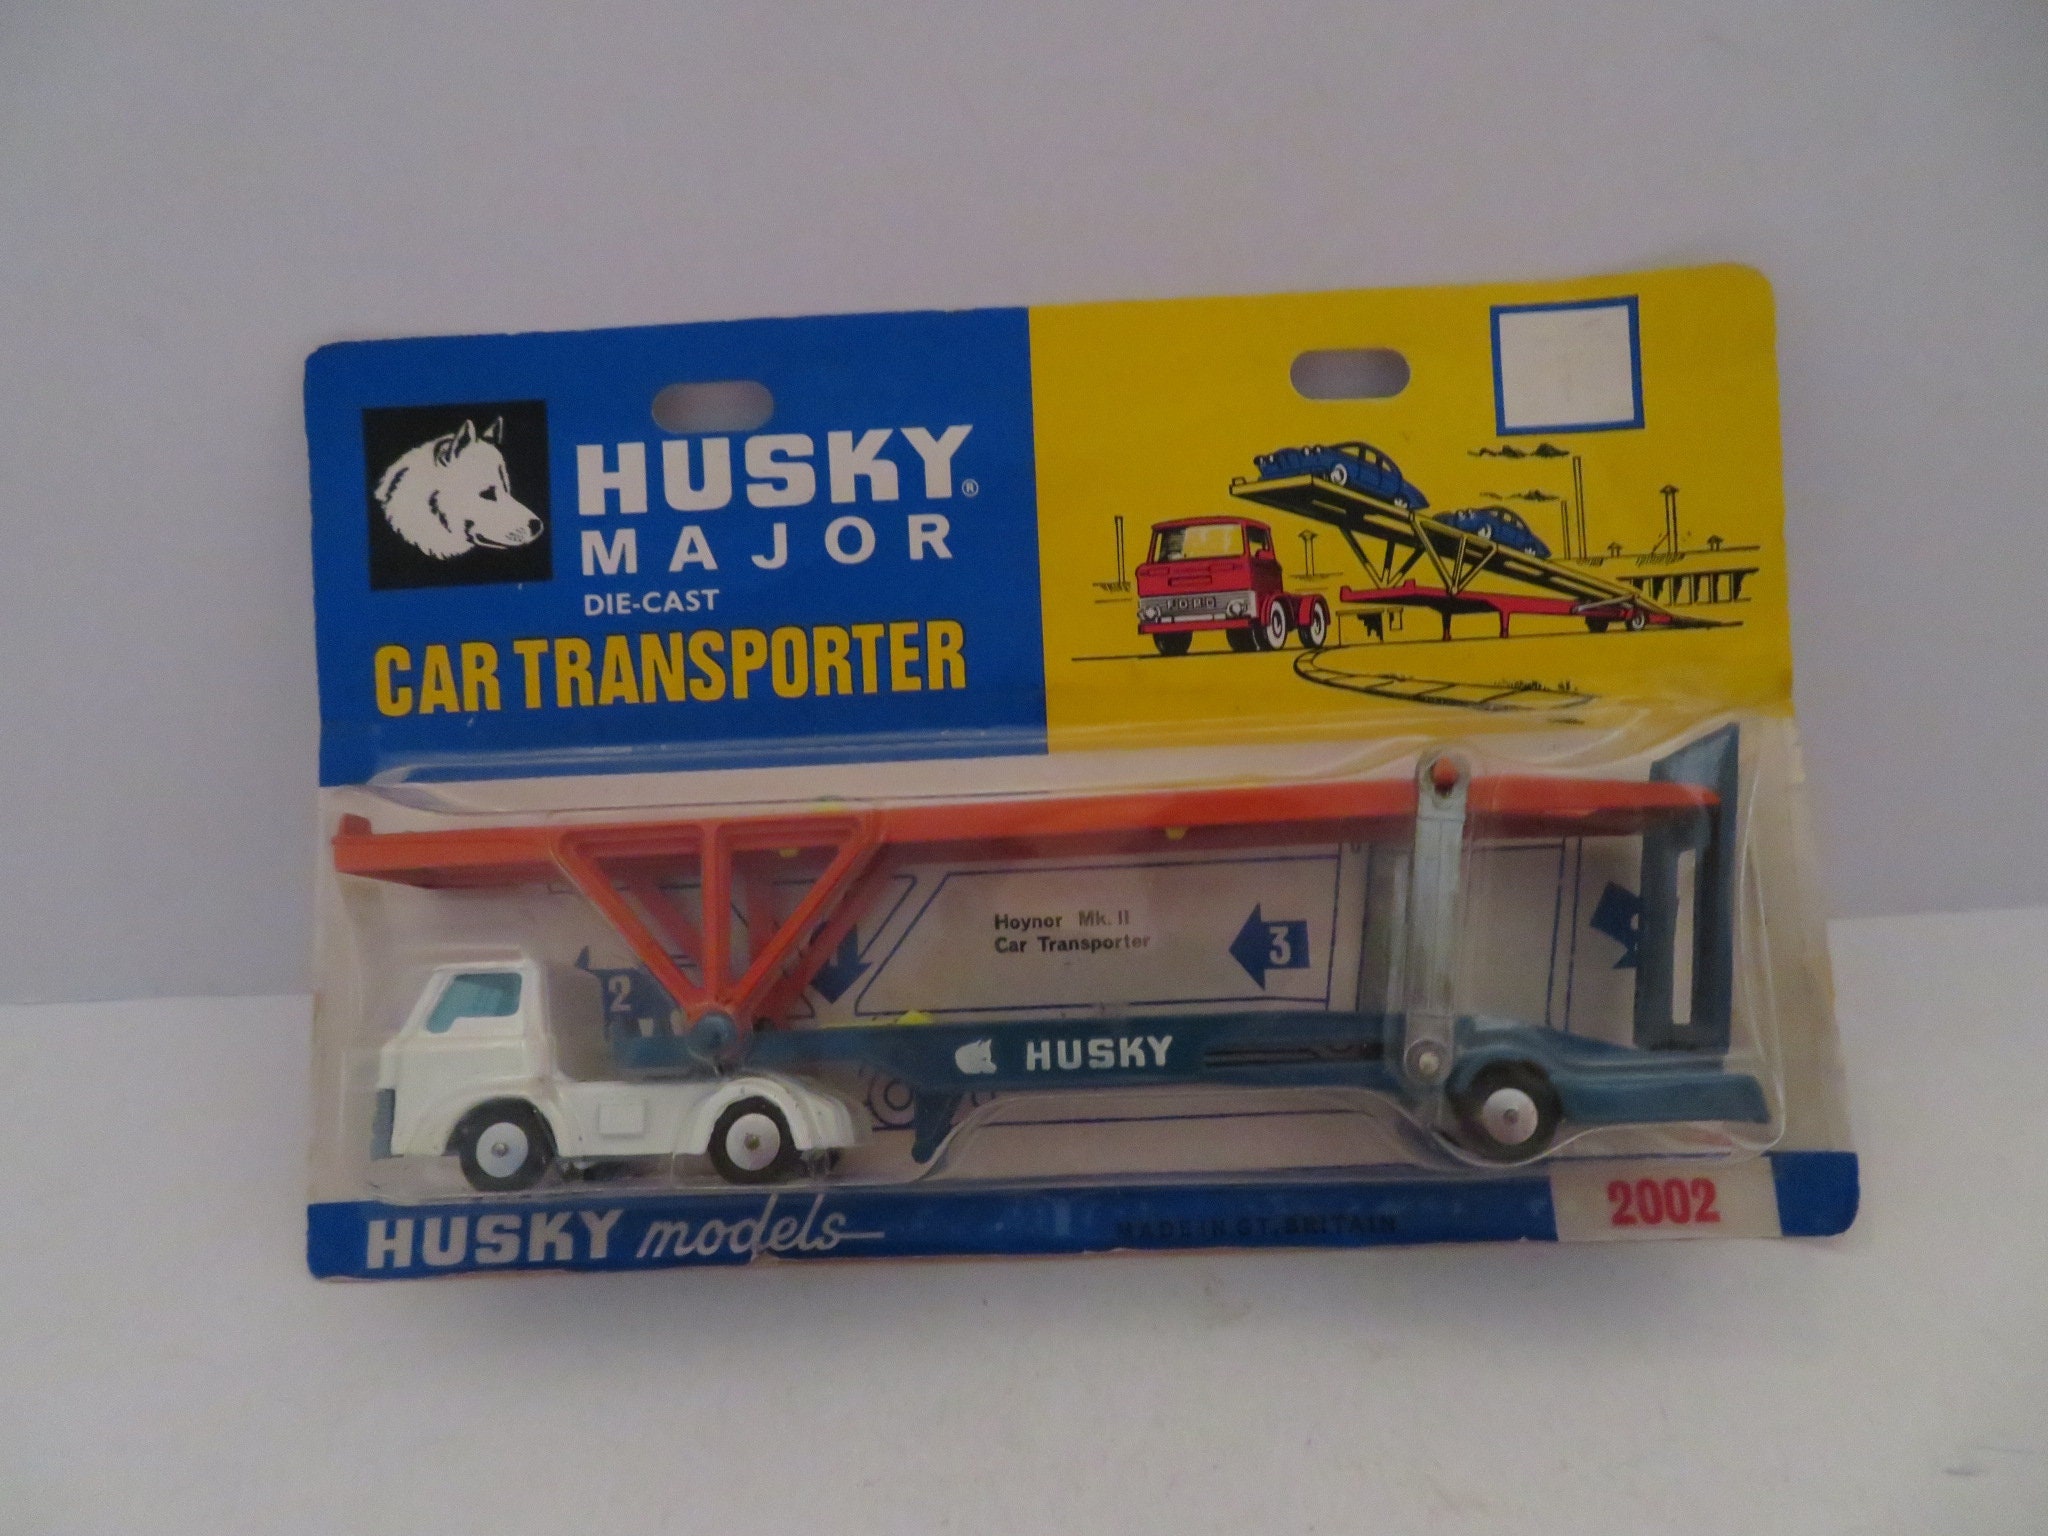 HUSKY®
MAJOR
DIE-CAST
CAR TRANSPORTER
FORD
Hoynor Mk. II
Car Transporter
3
2
HUSKY
HUSKY models
MADE IN GT. BRITAIN
2002